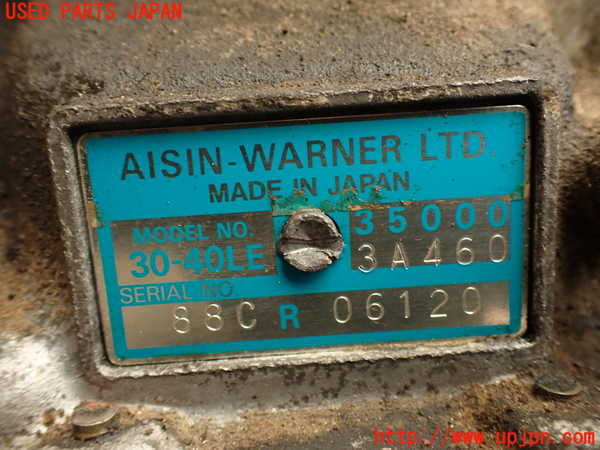 USED PARTS JAPAN
AISIN-WARNER LTD.
MADE IN JAPAN
MODEL NO. 35000
30-40LE 3A460
SERIAL NO.
88C R 06120
http://www.upjpn.com